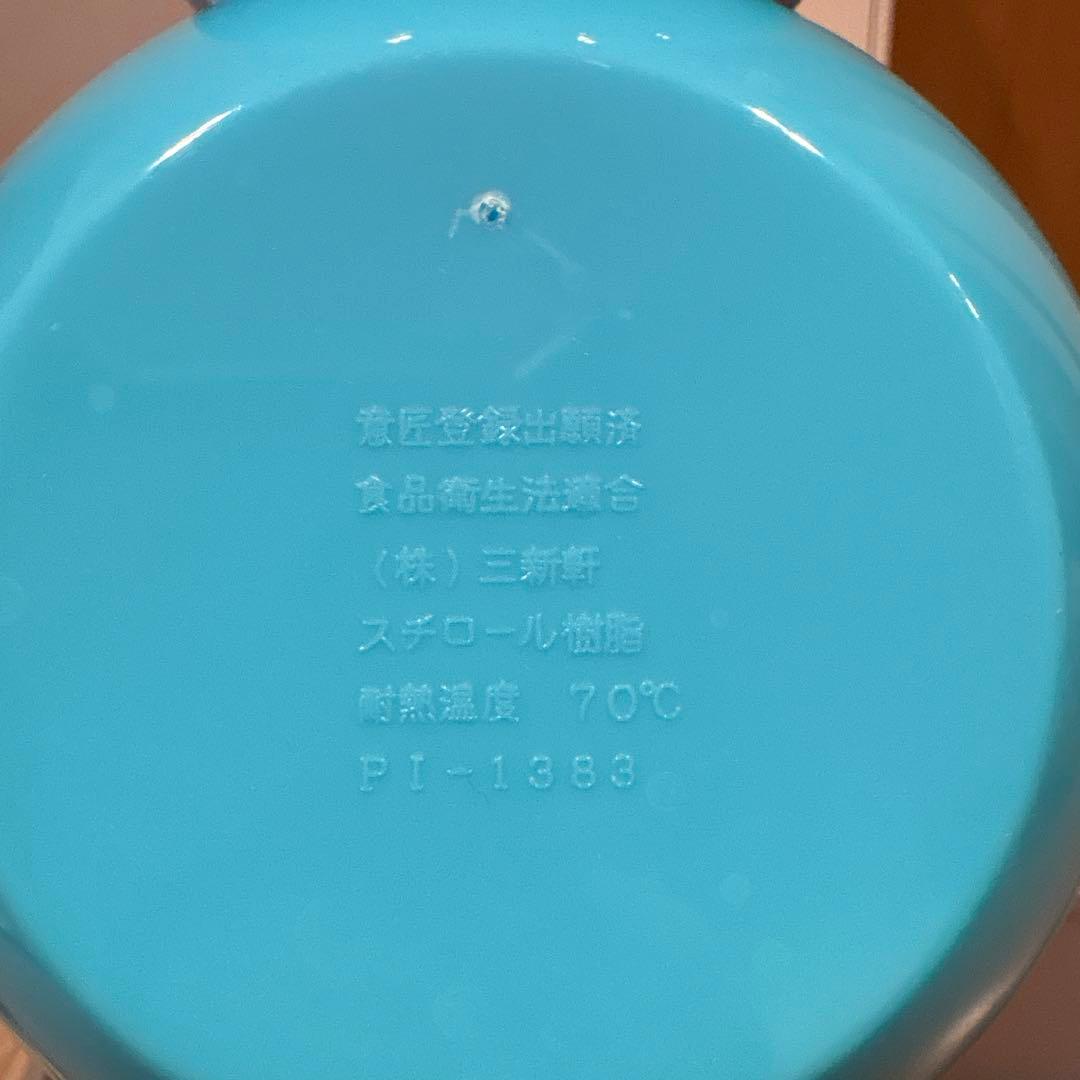 意匠登録出願済
食品衛生法適合
（株）三新軒
スチロール樹脂
耐熱温度　70℃
PI-1383